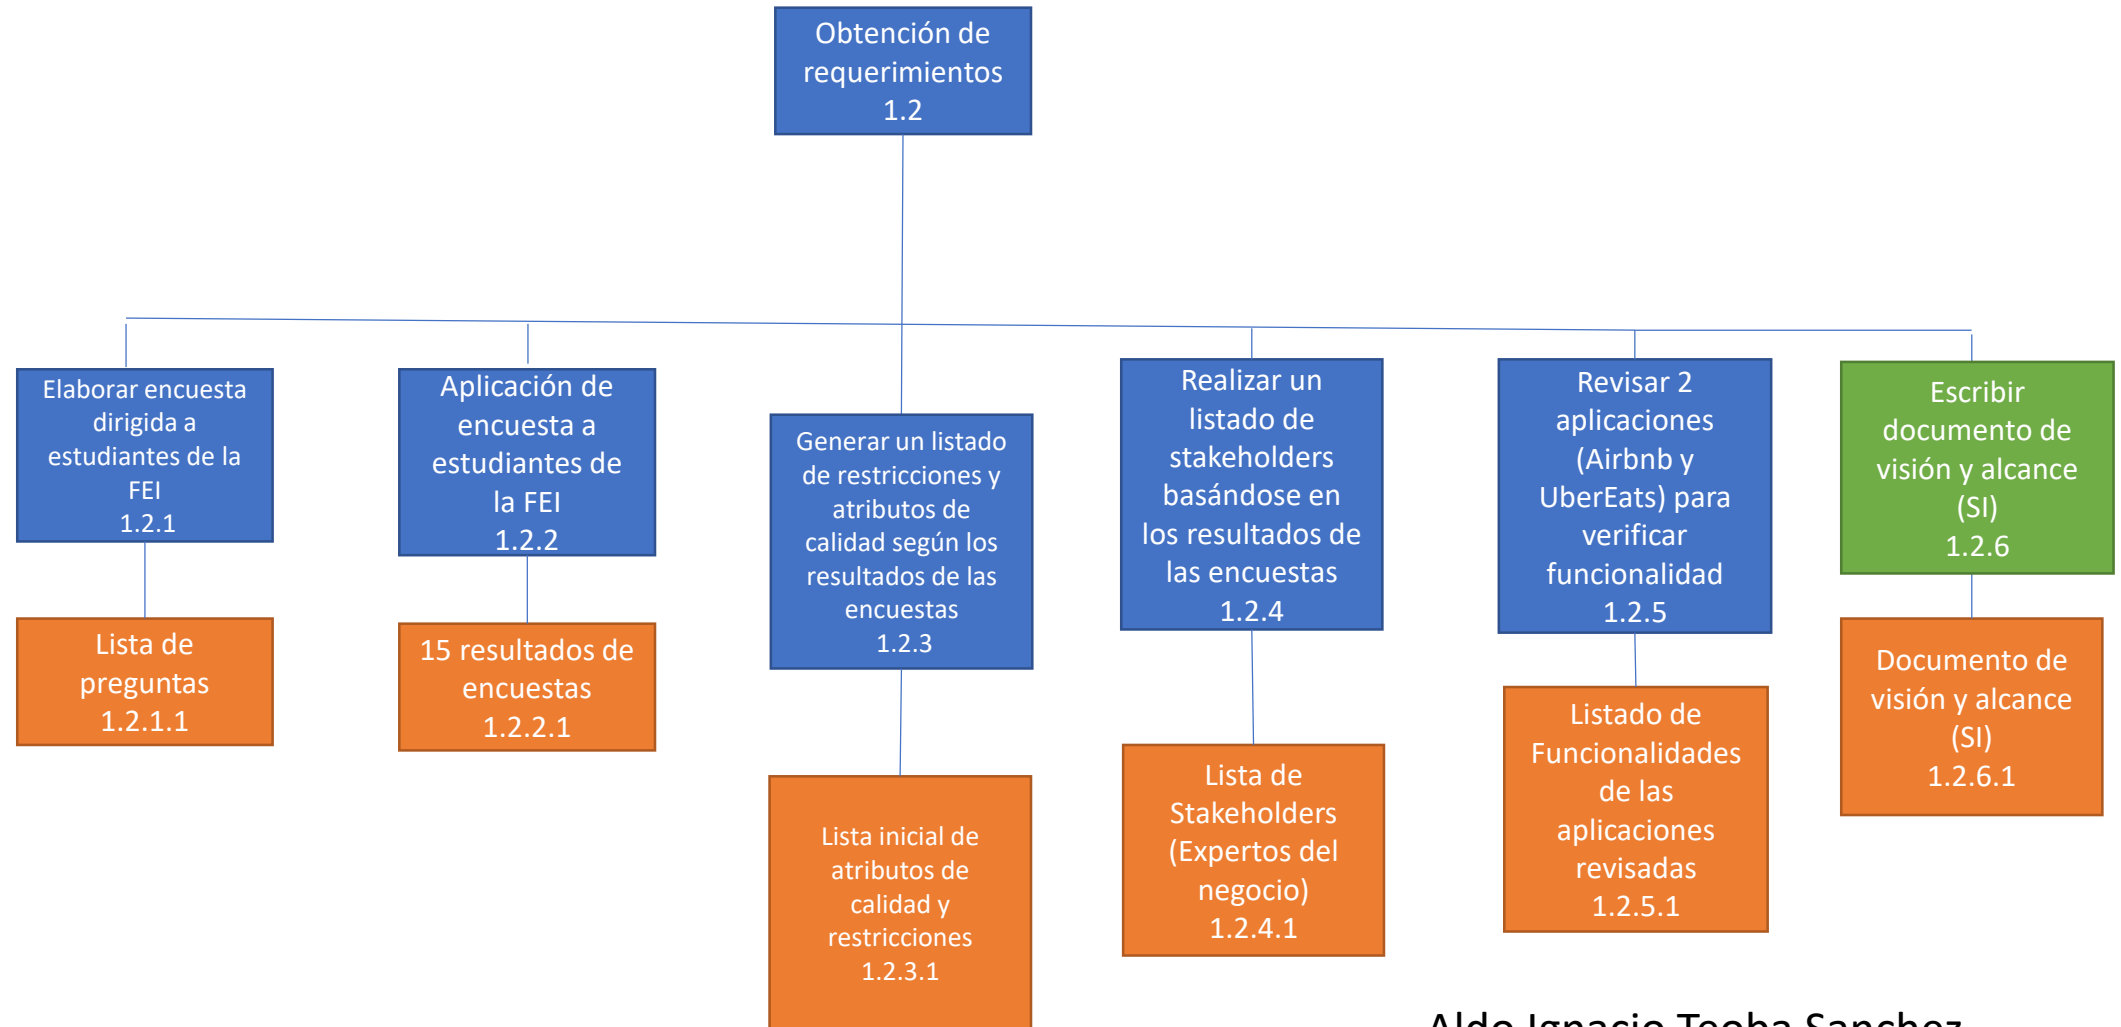 Obtención de
requerimientos
1.2
Elaborar encuesta
dirigida a
estudiantes de la
FEI
1.2.1
Aplicación de
encuesta a
estudiantes de
la FEI
1.2.2
Generar un listado
de restricciones y
atributos de
calidad según los
resultados de las
encuestas
1.2.3
Realizar un
listado de
stakeholders
basándose en
los resultados de
las encuestas
1.2.4
Revisar 2
aplicaciones
(Airbnb y
UberEats) para
verificar
funcionalidad
1.2.5
Escribir
documento de
visión y alcance
(SI)
1.2.6
Lista de
preguntas
1.2.1.1
15 resultados de
encuestas
1.2.2.1
Lista inicial de
atributos de
calidad y
restricciones
1.2.3.1
Lista de
Stakeholders
(Expertos del
negocio)
1.2.4.1
Listado de
Funcionalidades
de las
aplicaciones
revisadas
1.2.5.1
Documento de
visión y alcance
(SI)
1.2.6.1
Aldo Ignacio Teoba Sanchez